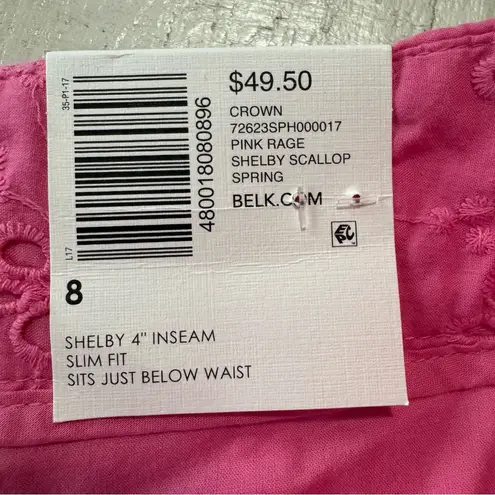 35-P1-17
L17
480018080896
$49.50
CROWN
72623SPH000017
PINK RAGE
SHELBY SCALLOP
SPRING
BELK.COM
EPC
8
SHELBY 4" INSEAM
SLIM FIT
SITS JUST BELOW WAIST